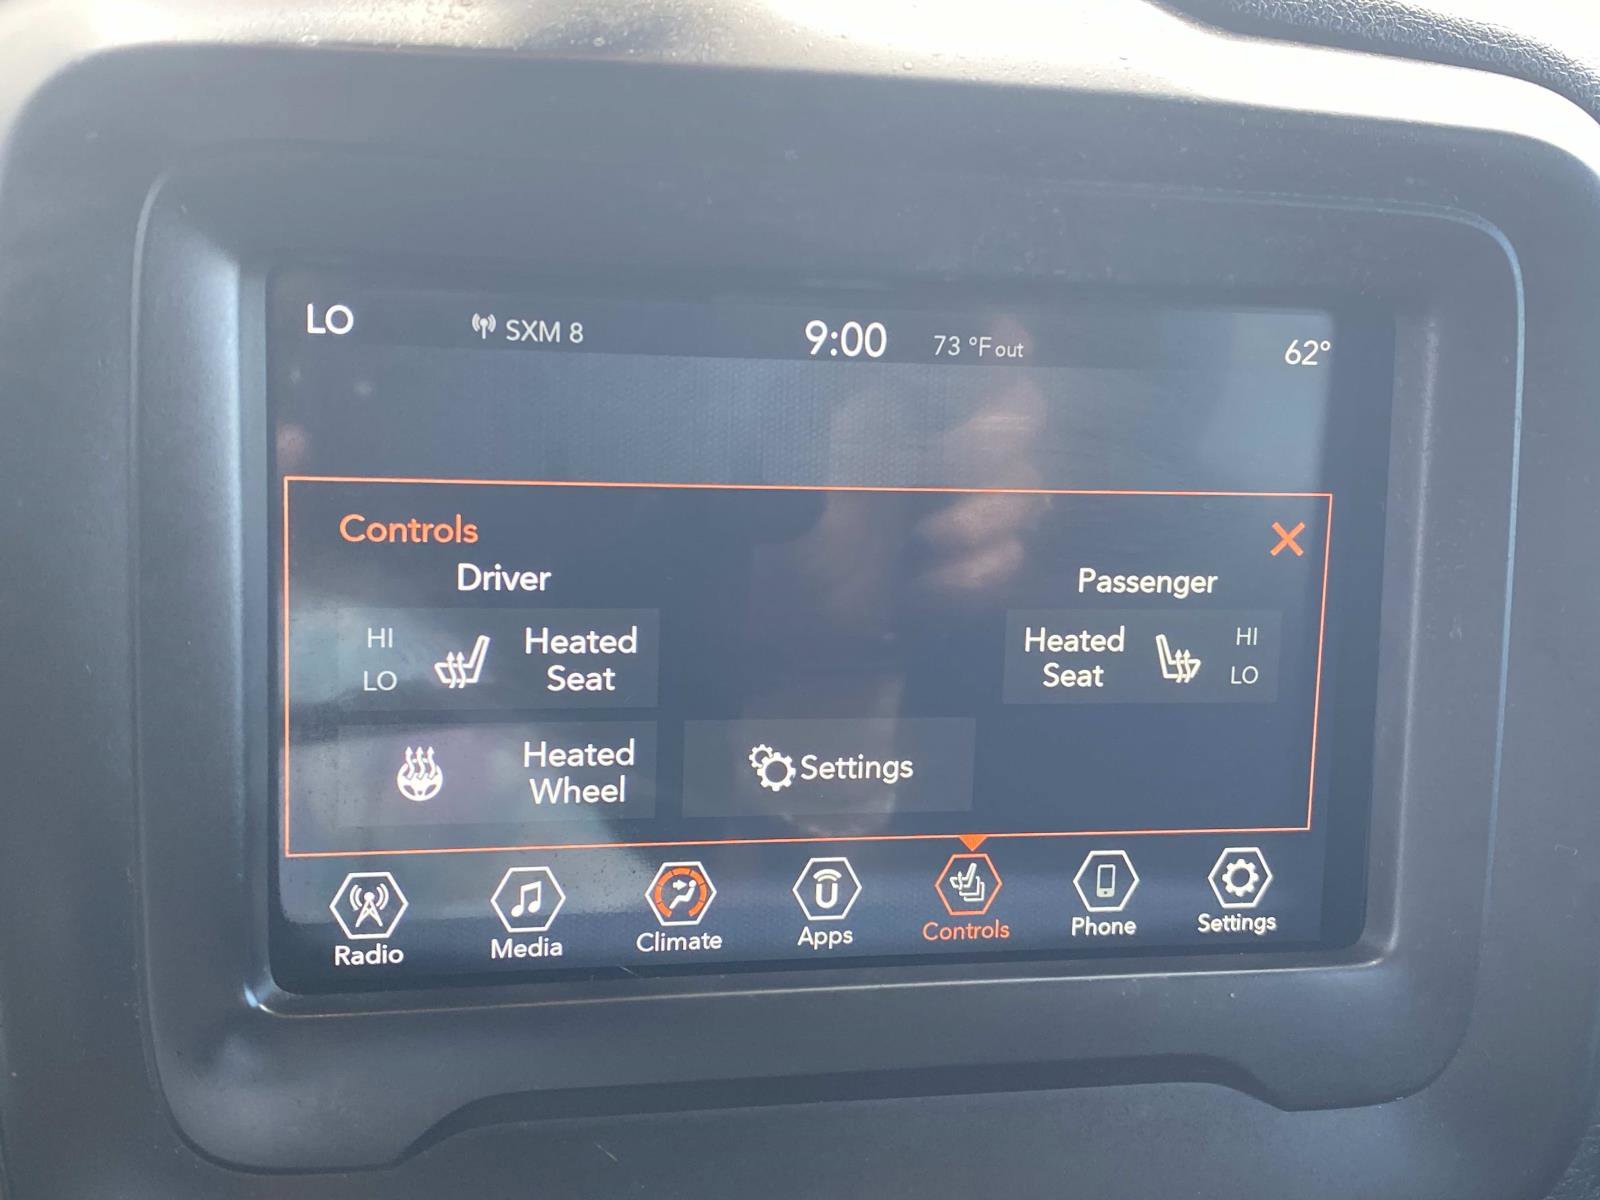 LO SXM 8 9:00 73 °F out 62°
Controls
Driver Passenger
HI Heated Heated HI
LO Seat Seat LO
Heated Settings
Wheel
Radio Media Climate Apps Controls Phone Settings